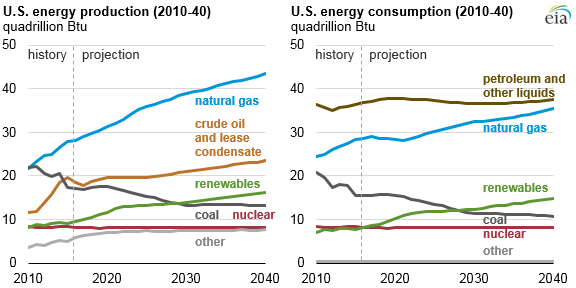 U.S. energy production (2010-40)
quadrillion Btu
50
40
30
20
10
0
history
projection
natural gas
crude oil
and lease
condensate
renewables
coal
nuclear
other
2010
2020
2030
2040
U.S. energy consumption (2010-40)
quadrillion Btu
eia
50
40
30
20
10
0
history
projection
petroleum and
other liquids
natural gas
renewables
coal
nuclear
other
2010
2020
2030
2040